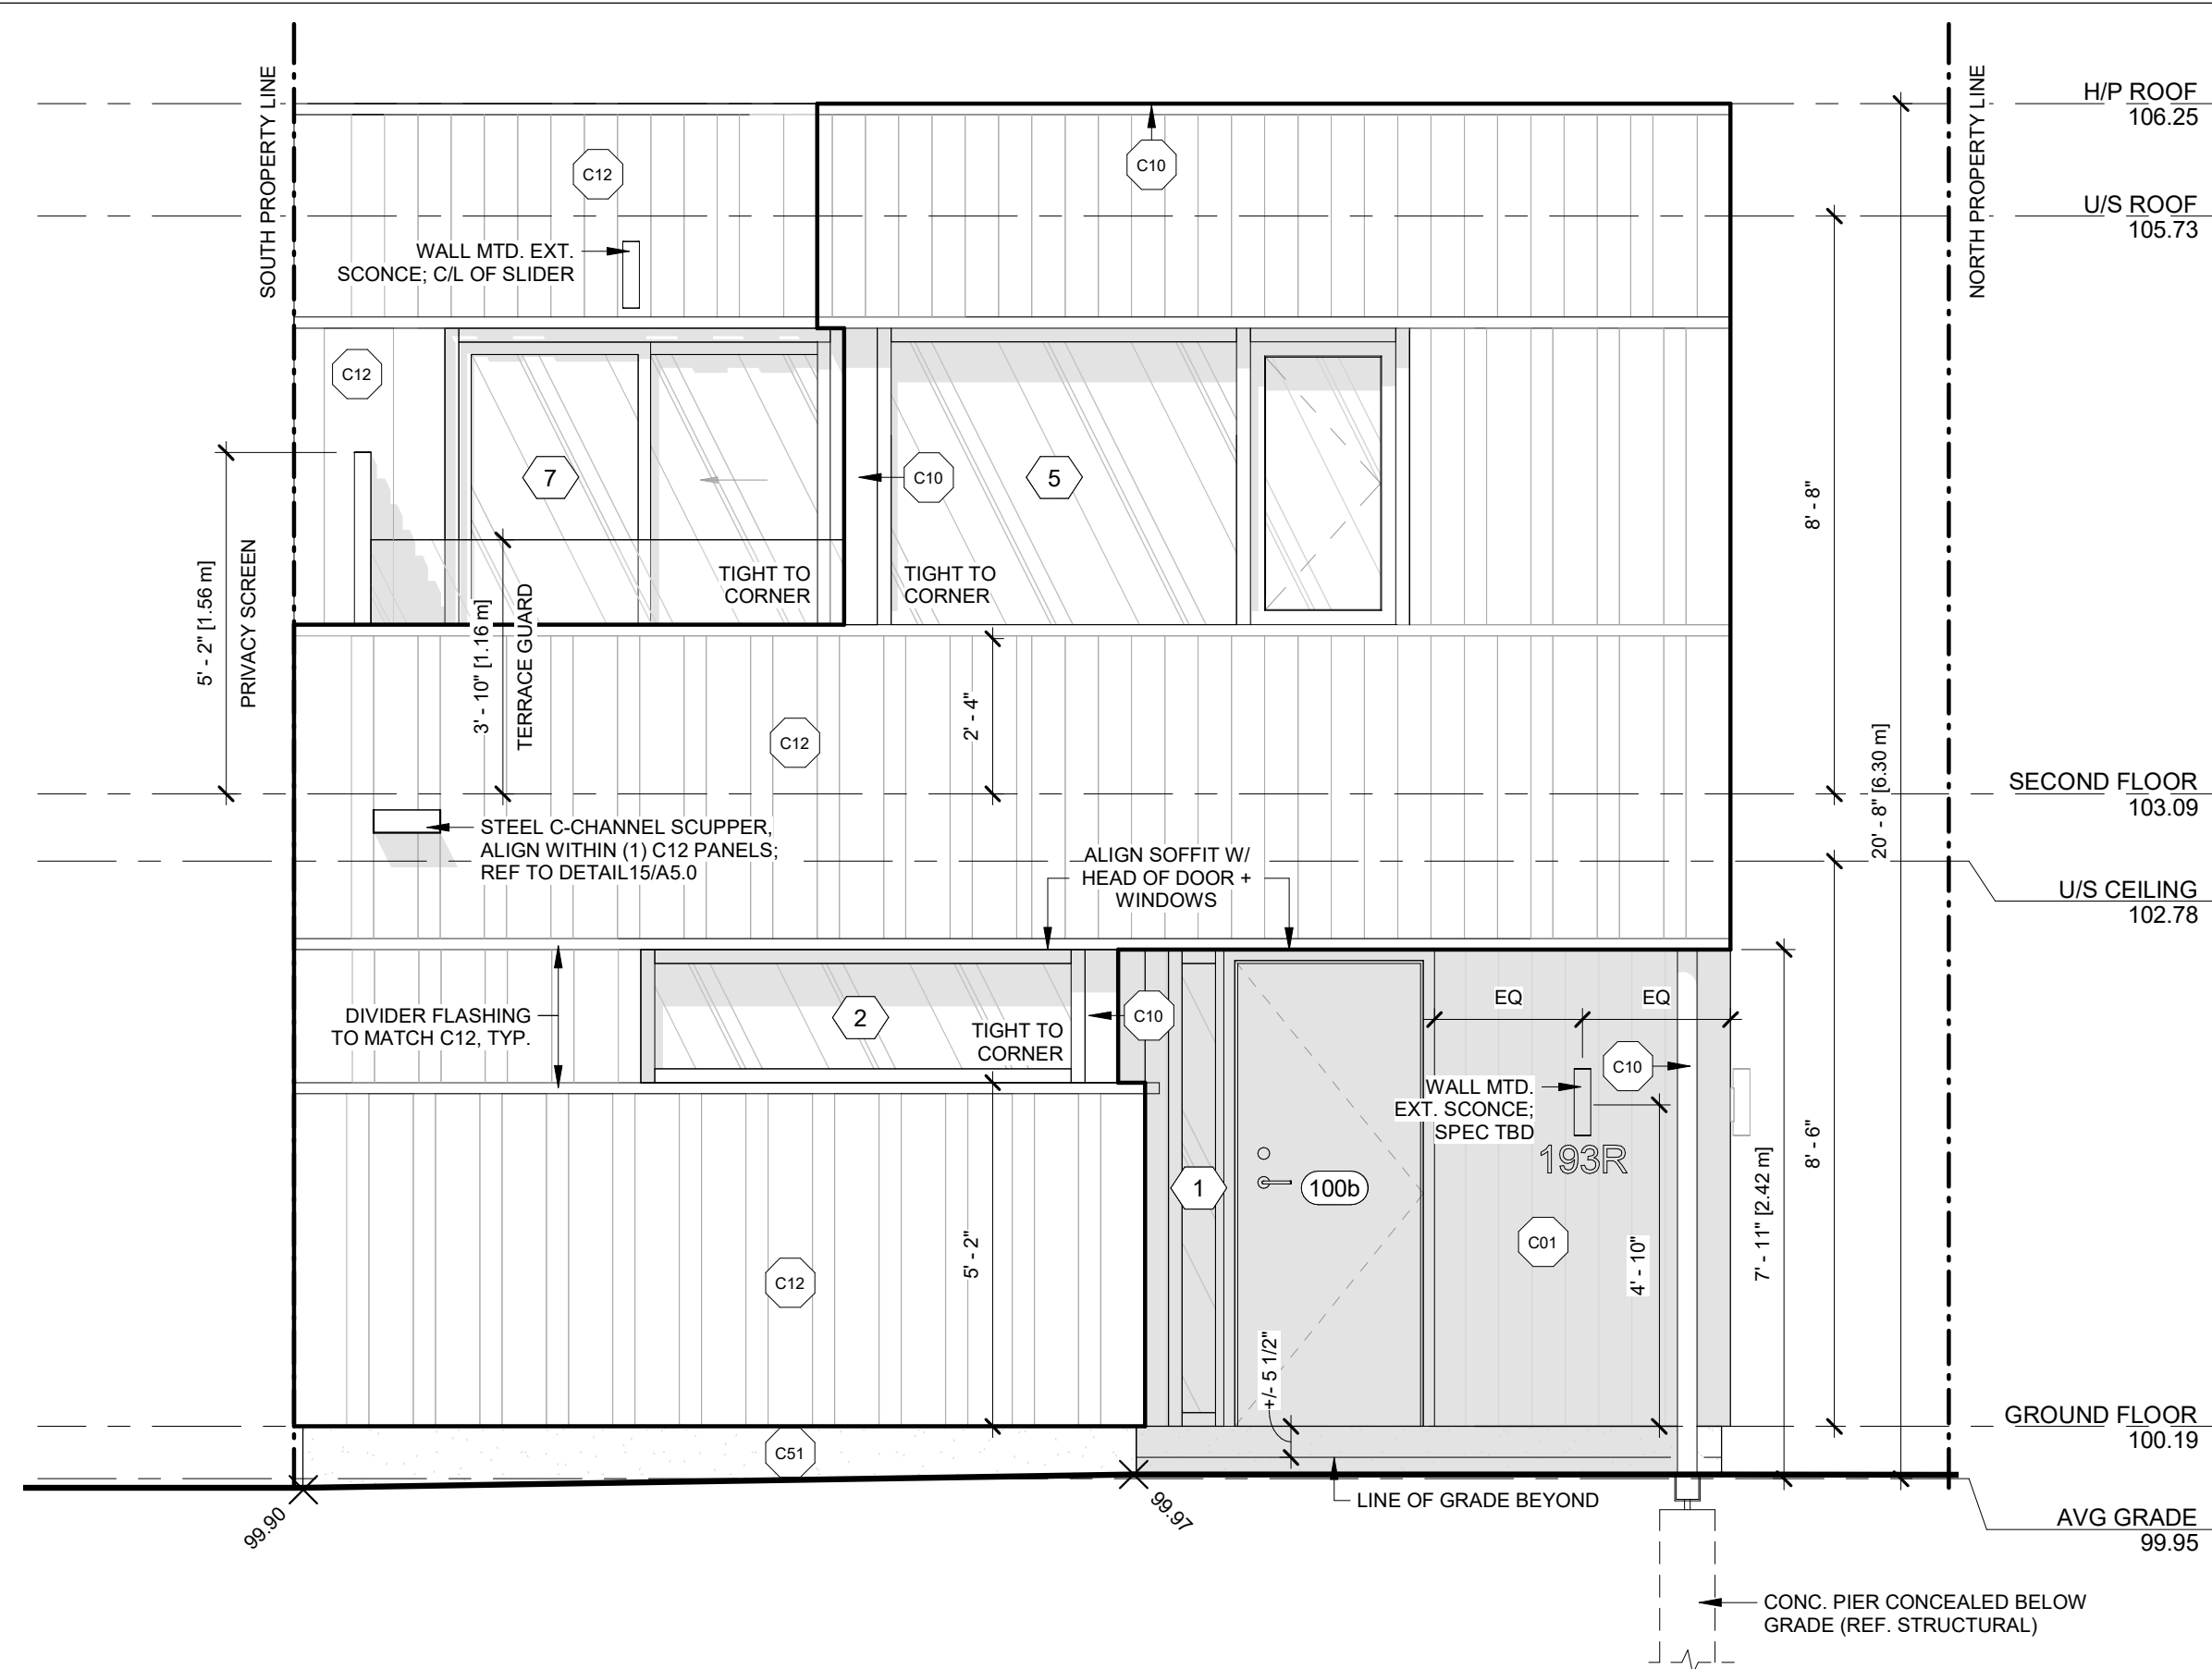 SOUTH PROPERTY LINE
NORTH PROPERTY LINE
H/P ROOF
106.25
C12
C10
U/S ROOF
105.73
WALL MTD. EXT.
SCONCE; C/L OF SLIDER
C12
7
C10
5
8' - 8"
TIGHT TO
CORNER
TIGHT TO
CORNER
5' - 2" [1.56 m]
PRIVACY SCREEN
3' - 10" [1.16 m]
TERRACE GUARD
2' - 4"
C12
20' - 8" [6.30 m]
SECOND FLOOR
103.09
STEEL C-CHANNEL SCUPPER,
ALIGN WITHIN (1) C12 PANELS;
REF TO DETAIL15/A5.0
ALIGN SOFFIT W/
HEAD OF DOOR +
WINDOWS
U/S CEILING
102.78
DIVIDER FLASHING
TO MATCH C12, TYP.
2
TIGHT TO
CORNER
C10
EQ
EQ
C10
WALL MTD.
EXT. SCONCE;
SPEC TBD
193R
8' - 6"
7' - 11" [2.42 m]
1
100b
C01
4' - 10"
5' - 2"
C12
+/- 5 1/2"
GROUND FLOOR
100.19
C51
LINE OF GRADE BEYOND
99.90
99.97
AVG GRADE
99.95
CONC. PIER CONCEALED BELOW
GRADE (REF. STRUCTURAL)